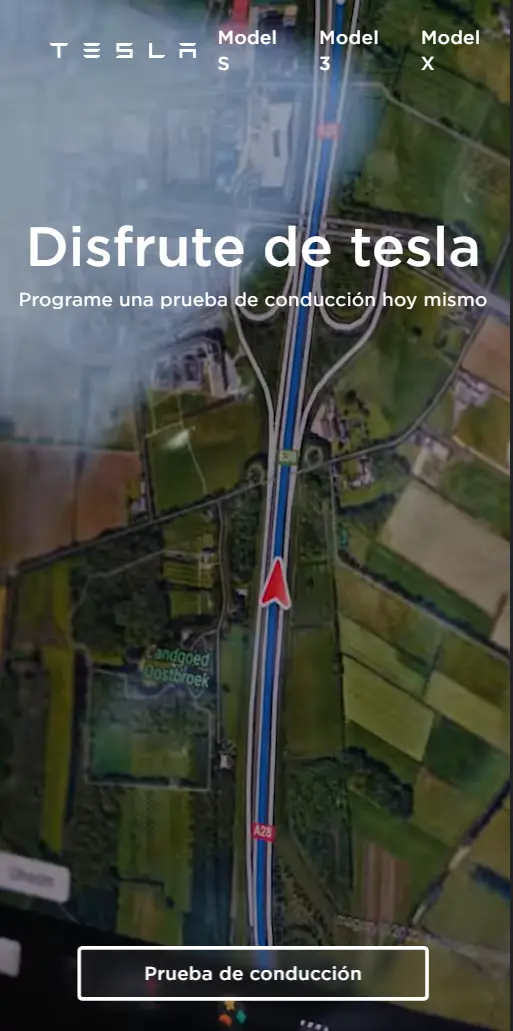 TESLA
Model S
Model 3
Model X
Disfrute de tesla
Programe una prueba de conducción hoy mismo
Landgoed
Oostbroek
A28
Prueba de conducción